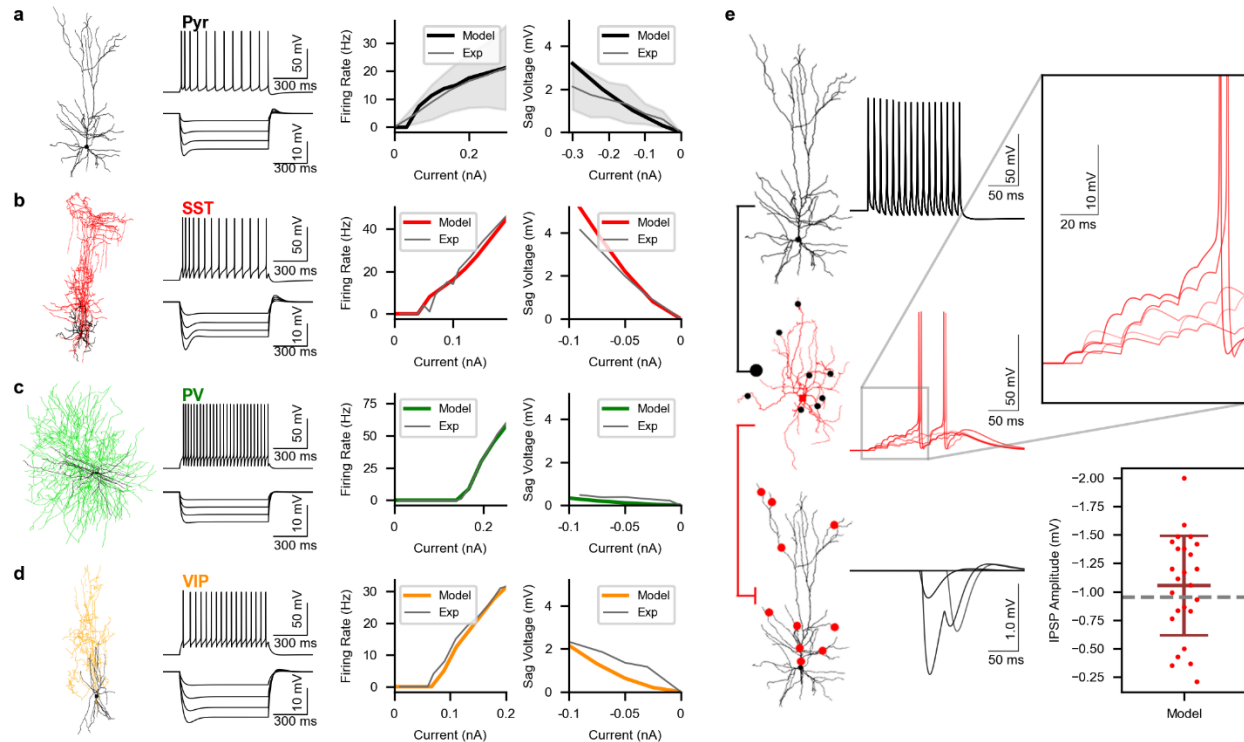 a
Pyr
50 mV
300 ms
10 mV
300 ms
Firing Rate (Hz)
30
20
10
0
Model
Exp
0
0.2
Current (nA)
Sag Voltage (mV)
4
2
0
Model
Exp
-0.3 -0.2 -0.1 0
Current (nA)
b
SST
50 mV
300 ms
10 mV
300 ms
Firing Rate (Hz)
40
20
0
Model
Exp
0
0.1
Current (nA)
Sag Voltage (mV)
4
2
0
Model
Exp
-0.1 -0.05 0
Current (nA)
c
PV
50 mV
300 ms
10 mV
300 ms
Firing Rate (Hz)
75
50
25
0
Model
Exp
0
0.2
Current (nA)
Sag Voltage (mV)
4
2
0
Model
Exp
-0.1 -0.05 0
Current (nA)
d
VIP
50 mV
300 ms
10 mV
300 ms
Firing Rate (Hz)
30
20
10
0
Model
Exp
0 0.1 0.2
Current (nA)
Sag Voltage (mV)
4
2
0
Model
Exp
-0.1 -0.05 0
Current (nA)
e
50 mV
50 ms
10 mV
20 ms
50 mV
50 ms
1.0 mV
50 ms
IPSP Amplitude (mV)
−2.00
−1.50
−1.25
−1.00
−0.75
−0.50
−0.25
Model